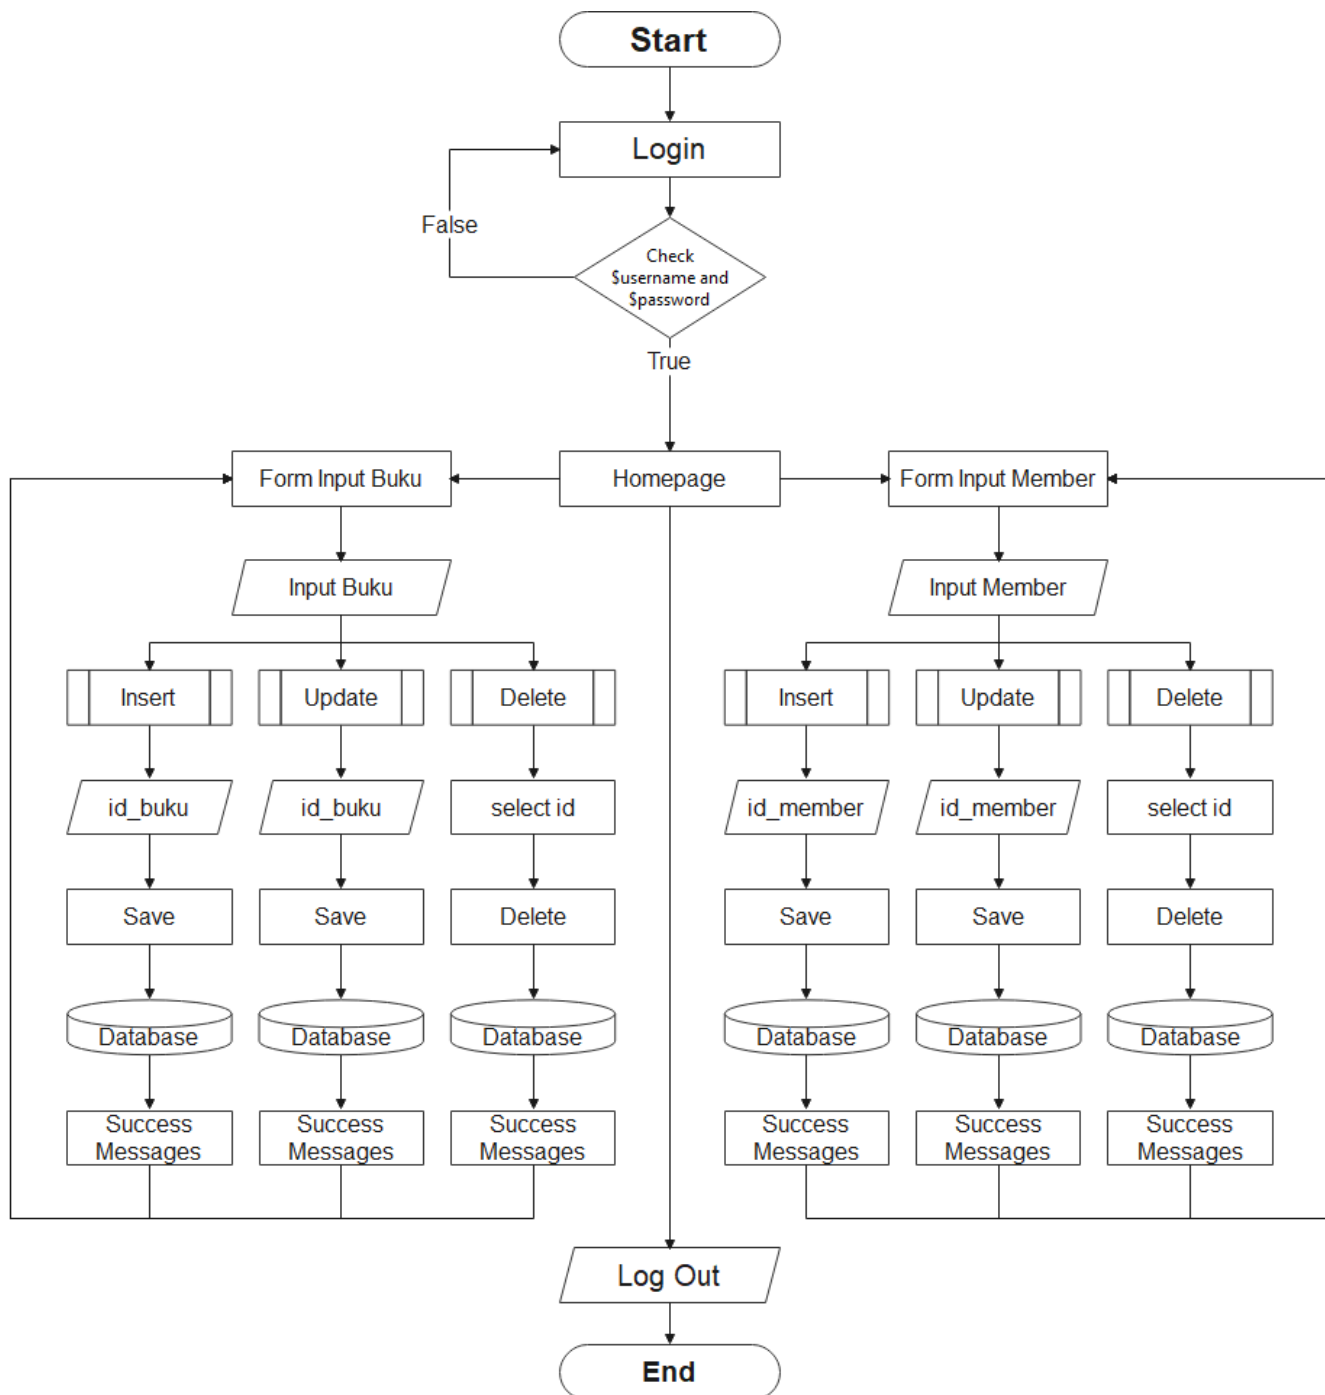 Start
Login
False
Check
$username and
$password
True
Form Input Buku
Homepage
Form Input Member
Input Buku
Input Member
Insert
Update
Delete
Insert
Update
Delete
id_buku
id_buku
select id
id_member
id_member
select id
Save
Save
Delete
Save
Save
Delete
Database
Database
Database
Database
Database
Database
Success
Messages
Success
Messages
Success
Messages
Success
Messages
Success
Messages
Success
Messages
Log Out
End